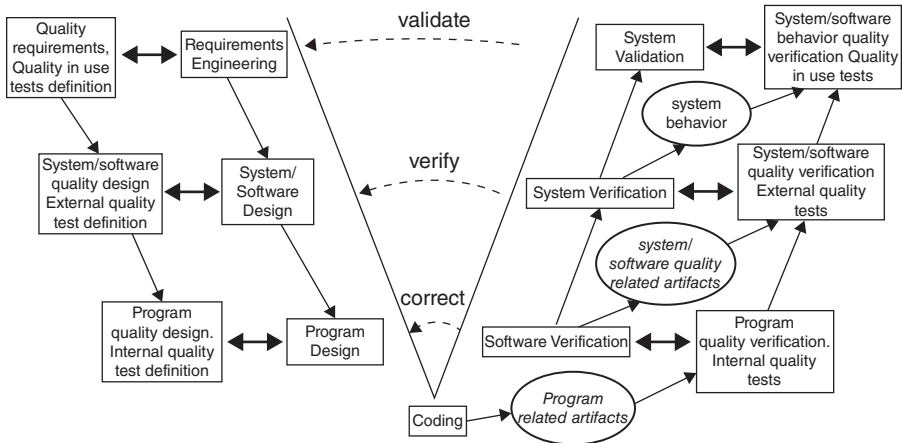 Quality
requirements,
Quality in use
tests definition
Requirements
Engineering
validate
System
Validation
System/software
behavior quality
verification Quality
in use tests
system
behavior
System/software
quality design
External quality
test definition
System/
Software
Design
verify
System Verification
System/software
quality verification
External quality
tests
system/
software quality
related artifacts
Program
quality design.
Internal quality
test definition
Program
Design
correct
Software Verification
Program
quality verification.
Internal quality
tests
Coding
Program
related artifacts